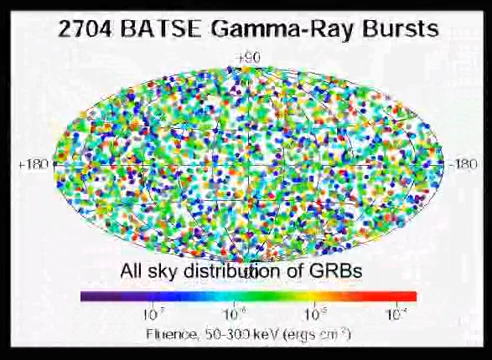 2704 BATSE Gamma-Ray Bursts
+90
+180
-180
All sky distribution of GRBs
10⁻⁷ 10⁻⁶ 10⁻⁵ 10⁻⁴
Fluence, 50-300 keV (ergs cm⁻²)